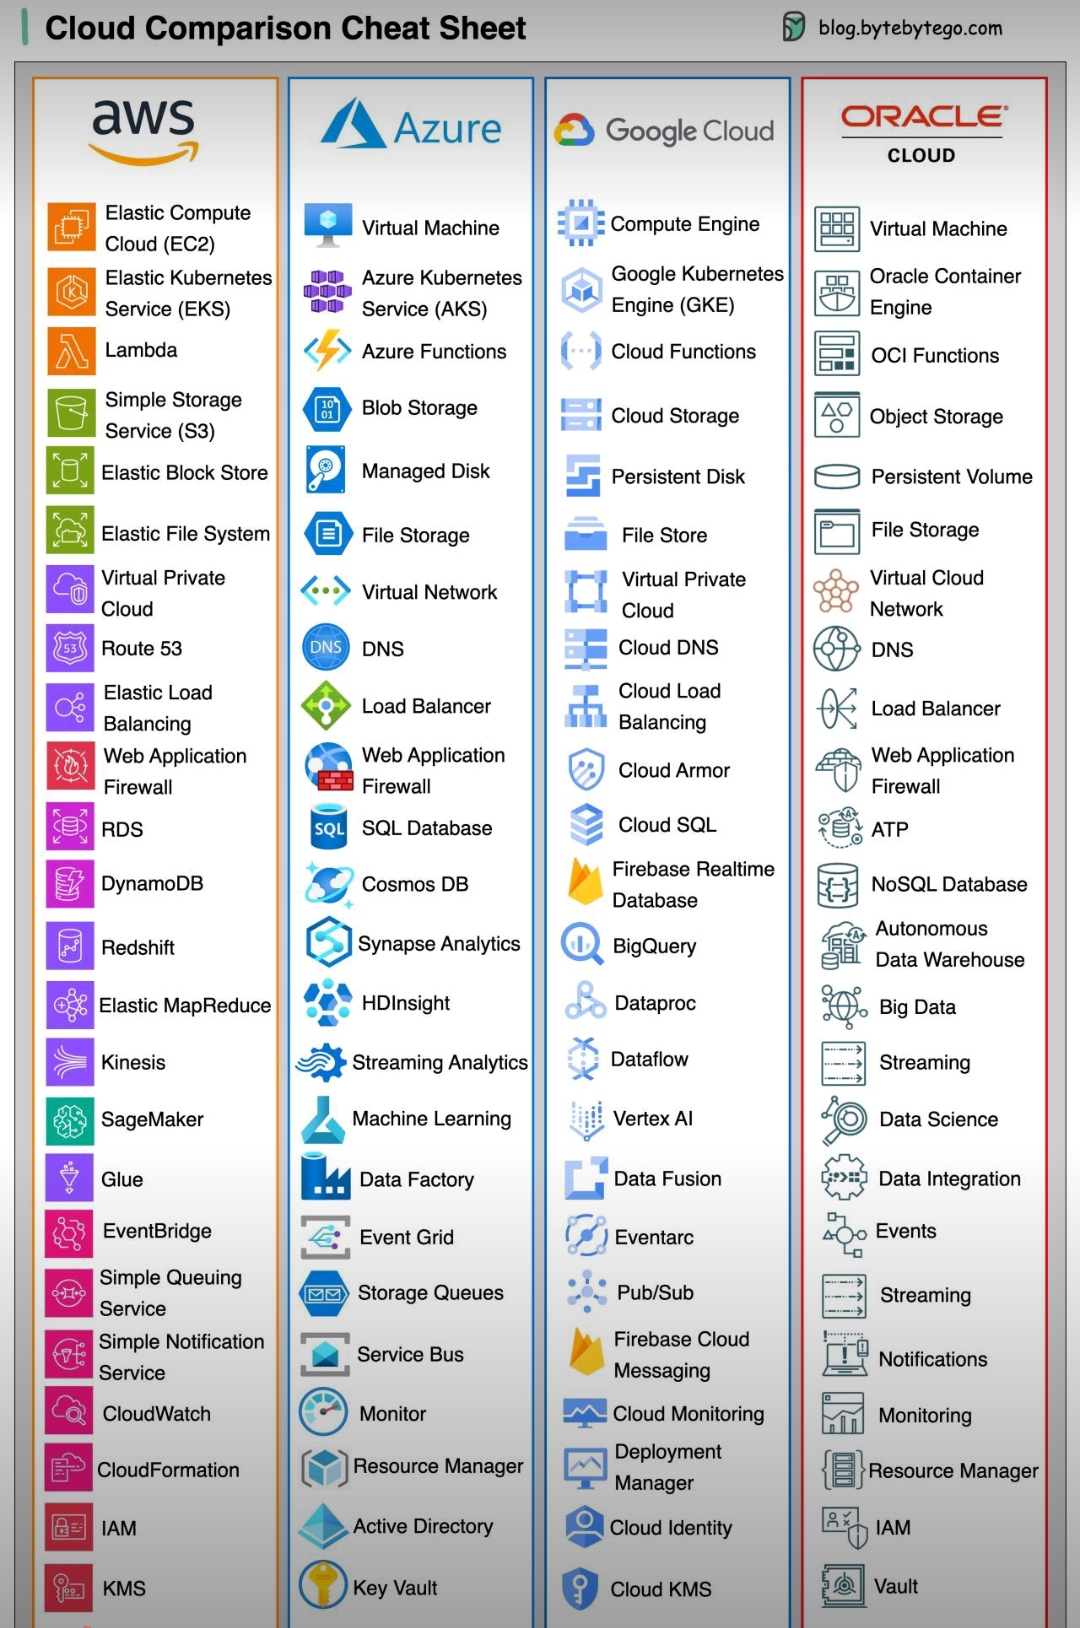 Cloud Comparison Cheat Sheet
blog.bytebytego.com
aws
Azure
Google Cloud
ORACLE
CLOUD
Elastic Compute
Cloud (EC2)
Virtual Machine
Compute Engine
Virtual Machine
Elastic Kubernetes
Service (EKS)
Azure Kubernetes
Service (AKS)
Google Kubernetes
Engine (GKE)
Oracle Container
Engine
Lambda
Azure Functions
Cloud Functions
OCI Functions
Simple Storage
Service (S3)
10
01
Blob Storage
Cloud Storage
Object Storage
Elastic Block Store
Managed Disk
Persistent Disk
Persistent Volume
Elastic File System
File Storage
File Store
File Storage
Virtual Private
Cloud
Virtual Network
Virtual Private
Cloud
Virtual Cloud
Network
53
Route 53
DNS
DNS
Cloud DNS
DNS
Elastic Load
Balancing
Load Balancer
Cloud Load
Balancing
Load Balancer
Web Application
Firewall
Web Application
Firewall
Cloud Armor
Web Application
Firewall
RDS
SQL
SQL Database
Cloud SQL
ATP
DynamoDB
Cosmos DB
Firebase Realtime
Database
NoSQL Database
Redshift
Synapse Analytics
BigQuery
Autonomous
Data Warehouse
Elastic MapReduce
HDInsight
Dataproc
Big Data
Kinesis
Streaming Analytics
Dataflow
Streaming
SageMaker
Machine Learning
Vertex AI
Data Science
Glue
Data Factory
Data Fusion
Data Integration
EventBridge
Event Grid
Eventarc
Events
Simple Queuing
Service
Storage Queues
Pub/Sub
Streaming
Simple Notification
Service
Service Bus
Firebase Cloud
Messaging
Notifications
CloudWatch
Monitor
Cloud Monitoring
Monitoring
CloudFormation
Resource Manager
Deployment
Manager
Resource Manager
IAM
Active Directory
Cloud Identity
IAM
KMS
Key Vault
Cloud KMS
Vault